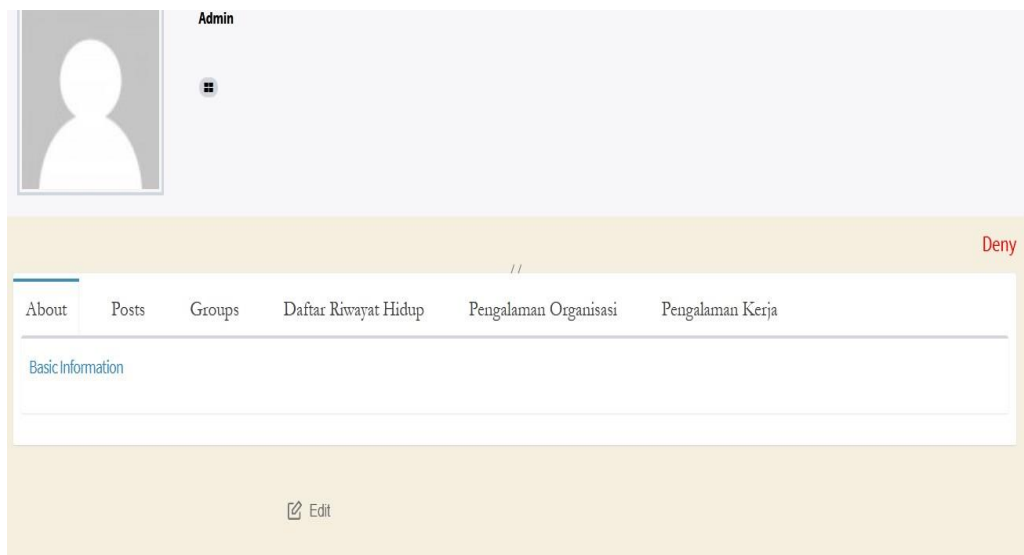 Admin
Deny
//
About Posts Groups Daftar Riwayat Hidup Pengalaman Organisasi Pengalaman Kerja
Basic Information
Edit